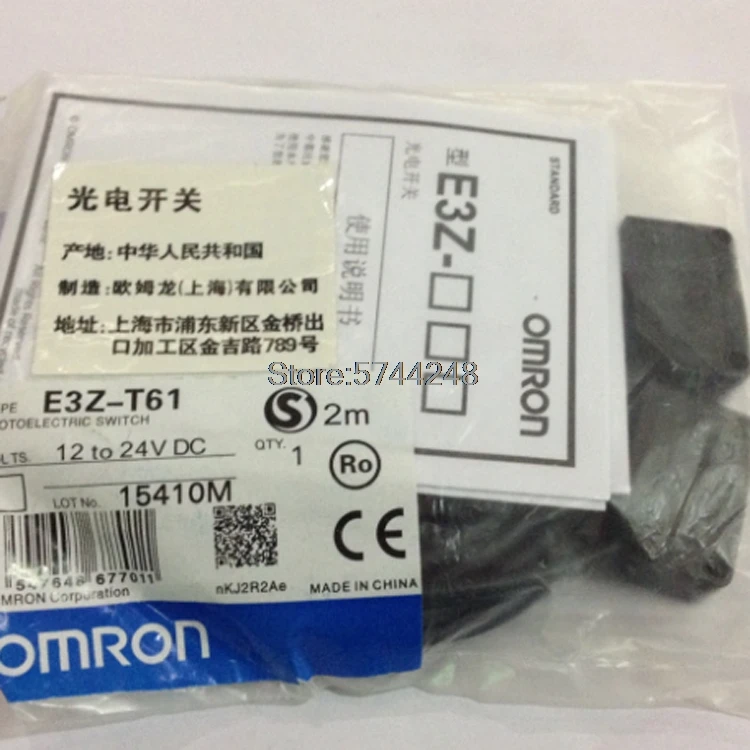 光电开关
产地:中华人民共和国
制造:欧姆龙(上海)有限公司
地址:上海市浦东新区金桥出
口加工区金吉路789号
Store:5744248
E3Z-T61
SWITCH
2m
12 to 24V DC
QTY. 1
Ro
LOT No. 15410M
CE
677011
nKJ2R2Ae
MADE IN CHINA
Corporation
OMRON
STANDARD
型 E3Z-□□□
光电开关
使用说明书
OMRON